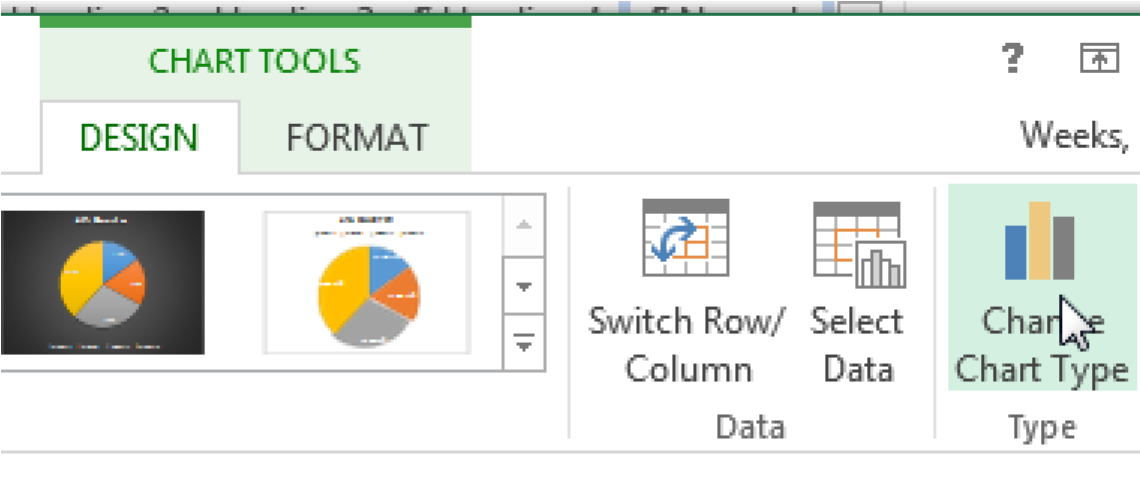 CHART TOOLS
?
DESIGN
FORMAT
Weeks,
Switch Row/
Column
Select
Data
Change
Chart Type
Data
Type